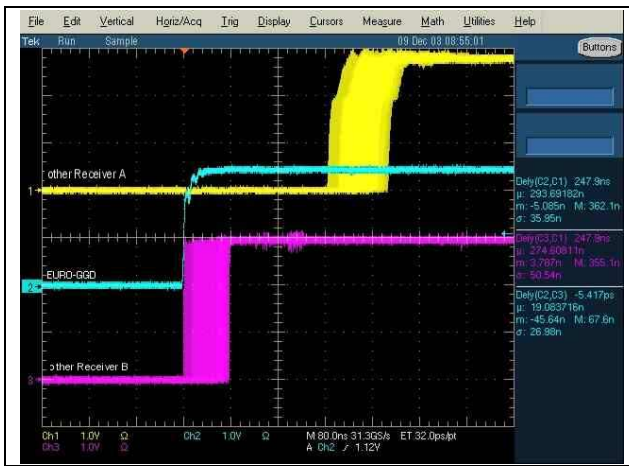 File Edit Vertical Horiz/Acq Trig Display Cursors Measure Math Utilities Help
Tek Run Sample 09 Dec 03 08:55:01
Buttons
other Receiver A
1
EURO-GGD
2
other Receiver B
3
Dely(C2,C1) 247.9ns
µ: 293.69182n
m: -5.085n M: 362.1n
σ: 35.95n
Dely(C3,C1) 247.9ns
µ: 274.60811n
m: 3.787n M: 355.1n
σ: 50.54n
Dely(C2,C3) -5.417ps
µ: 19.083716n
m: -45.64n M: 67.6n
σ: 26.98n
Ch1 1.0V Ω Ch2 1.0V Ω M 80.0ns 31.3GS/s ET 32.0ps/pt
Ch3 1.0V Ω A Ch2 ∕ 1.12V